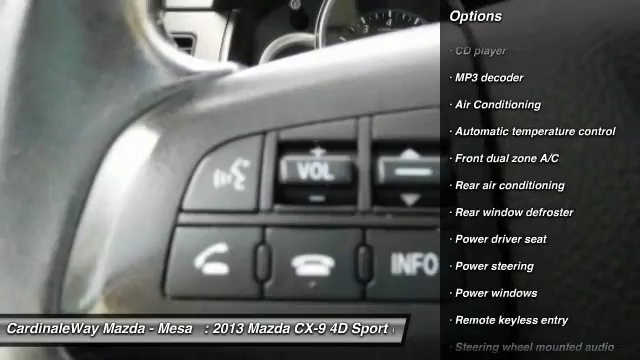 Options
· CD player
· MP3 decoder
· Air Conditioning
· Automatic temperature control
· Front dual zone A/C
· Rear air conditioning
· Rear window defroster
· Power driver seat
· Power steering
· Power windows
· Remote keyless entry
· Steering wheel mounted audio
+
VOL
-
INFO
CardinaleWay Mazda - Mesa : 2013 Mazda CX-9 4D Sport